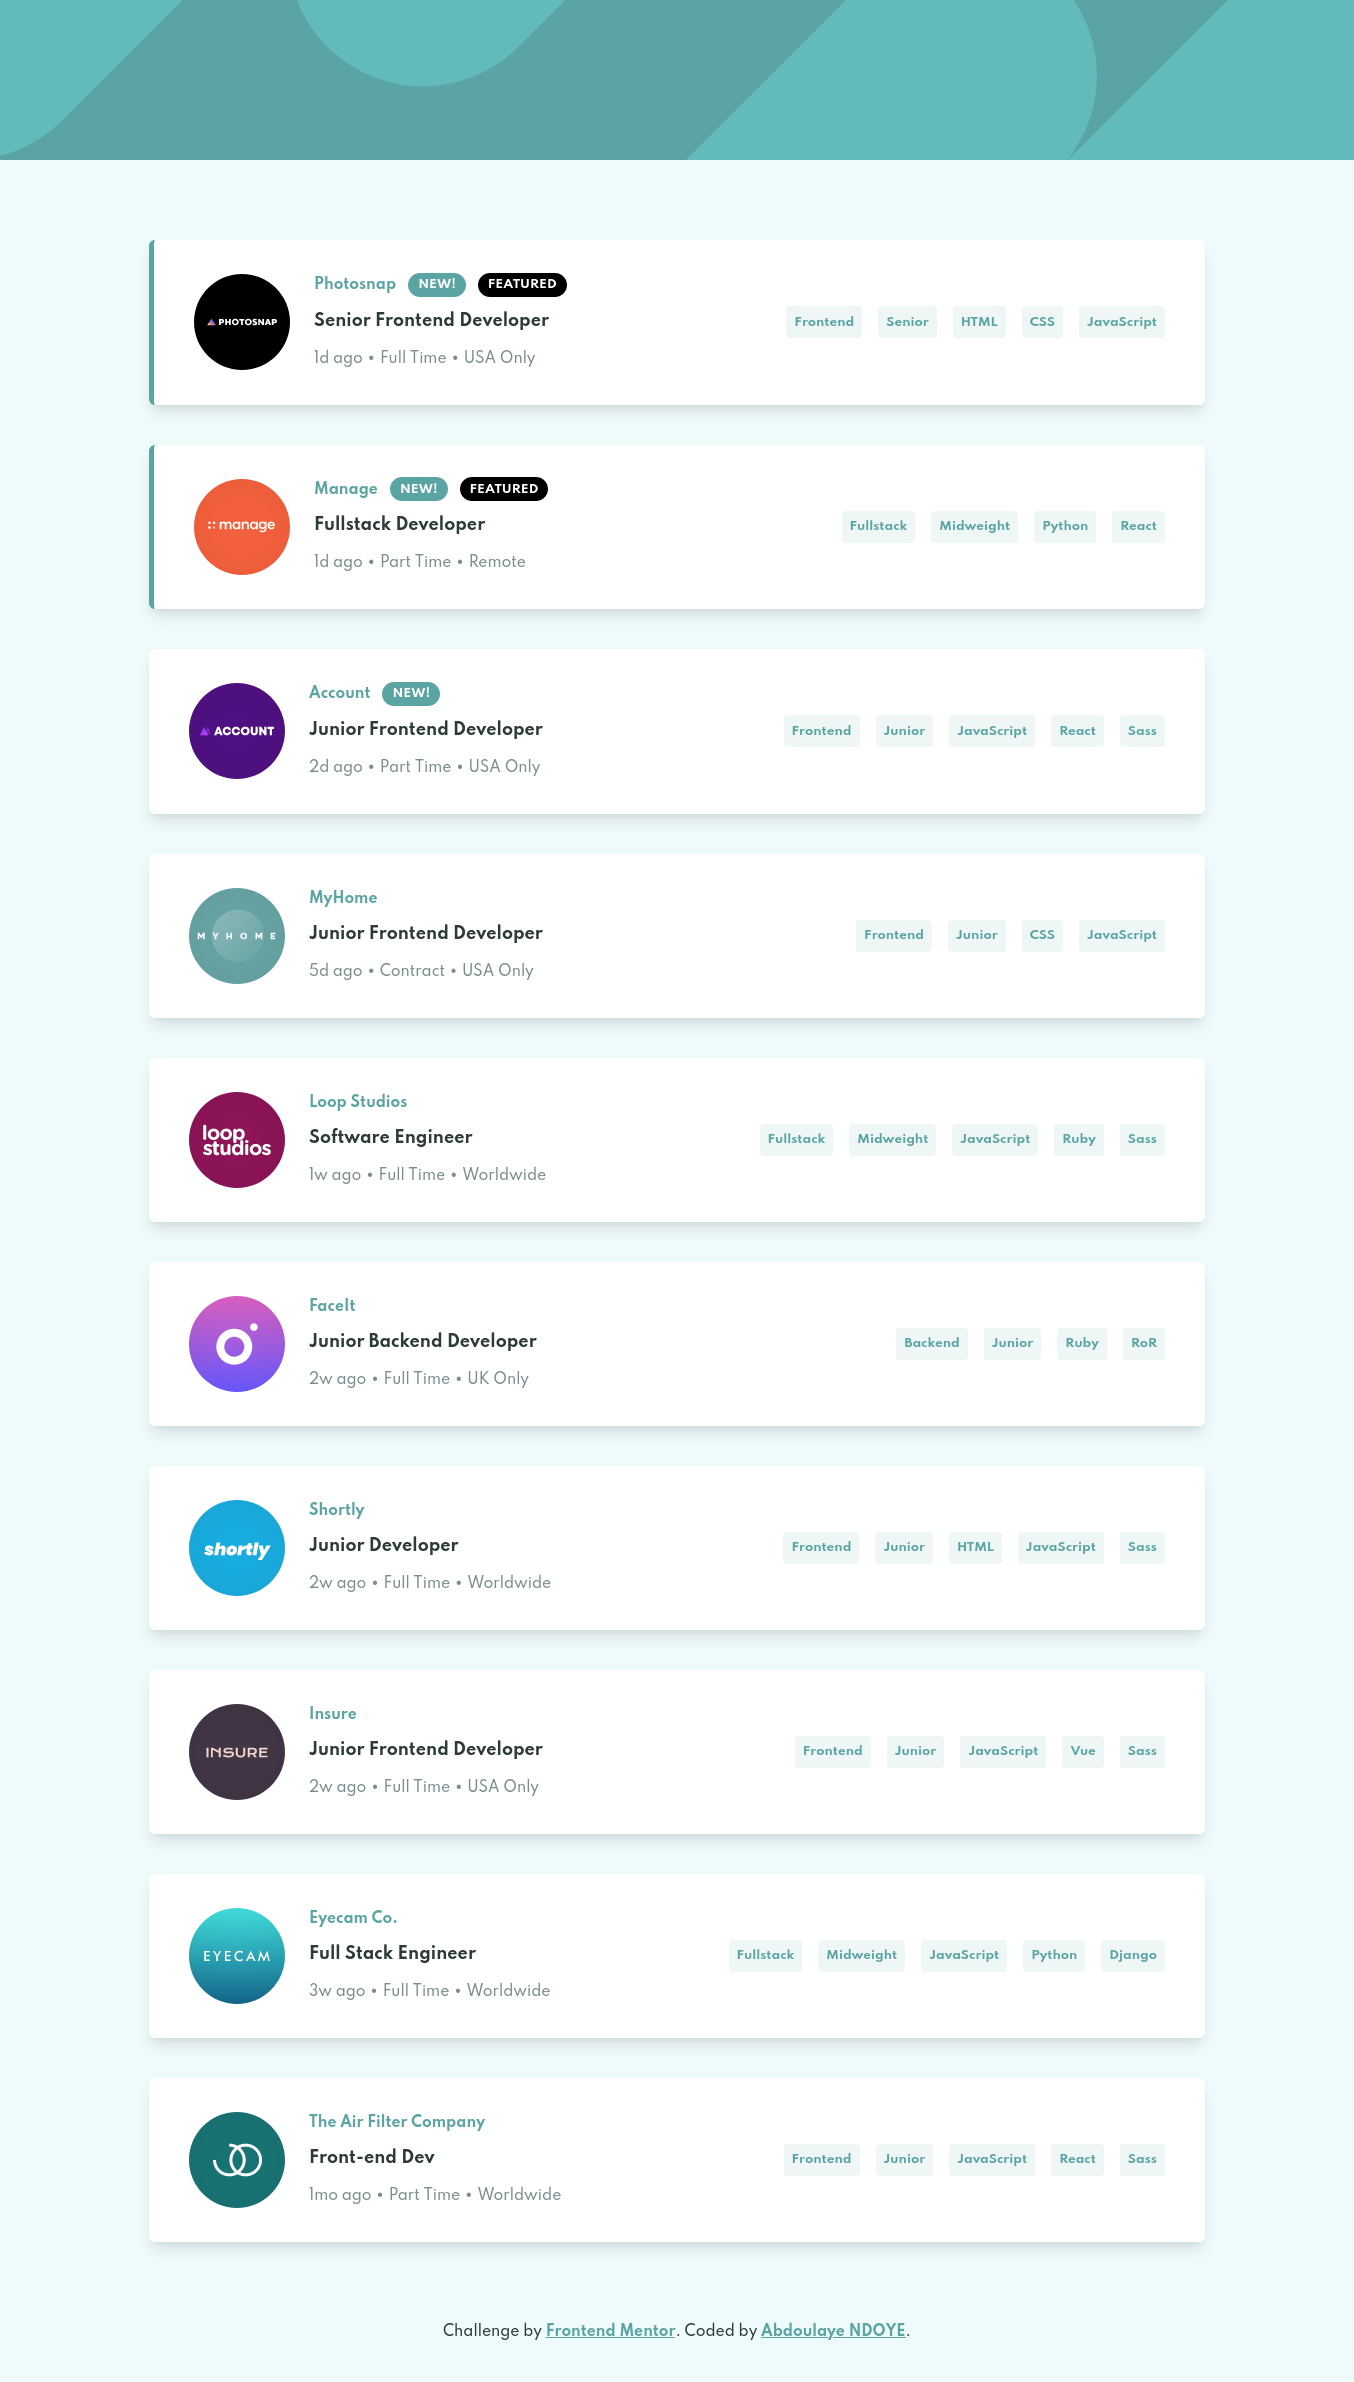 PHOTOSNAP
Photosnap NEW! FEATURED
Senior Frontend Developer
1d ago • Full Time • USA Only
Frontend Senior HTML CSS JavaScript
manage
Manage NEW! FEATURED
Fullstack Developer
1d ago • Part Time • Remote
Fullstack Midweight Python React
ACCOUNT
Account NEW!
Junior Frontend Developer
2d ago • Part Time • USA Only
Frontend Junior JavaScript React Sass
MYHOME
MyHome
Junior Frontend Developer
5d ago • Contract • USA Only
Frontend Junior CSS JavaScript
loop
studios
Loop Studios
Software Engineer
1w ago • Full Time • Worldwide
Fullstack Midweight JavaScript Ruby Sass
FaceIt
Junior Backend Developer
2w ago • Full Time • UK Only
Backend Junior Ruby RoR
shortly
Shortly
Junior Developer
2w ago • Full Time • Worldwide
Frontend Junior HTML JavaScript Sass
INSURE
Insure
Junior Frontend Developer
2w ago • Full Time • USA Only
Frontend Junior JavaScript Vue Sass
EYECAM
Eyecam Co.
Full Stack Engineer
3w ago • Full Time • Worldwide
Fullstack Midweight JavaScript Python Django
The Air Filter Company
Front-end Dev
1mo ago • Part Time • Worldwide
Frontend Junior JavaScript React Sass
Challenge by Frontend Mentor. Coded by Abdoulaye NDOYE.